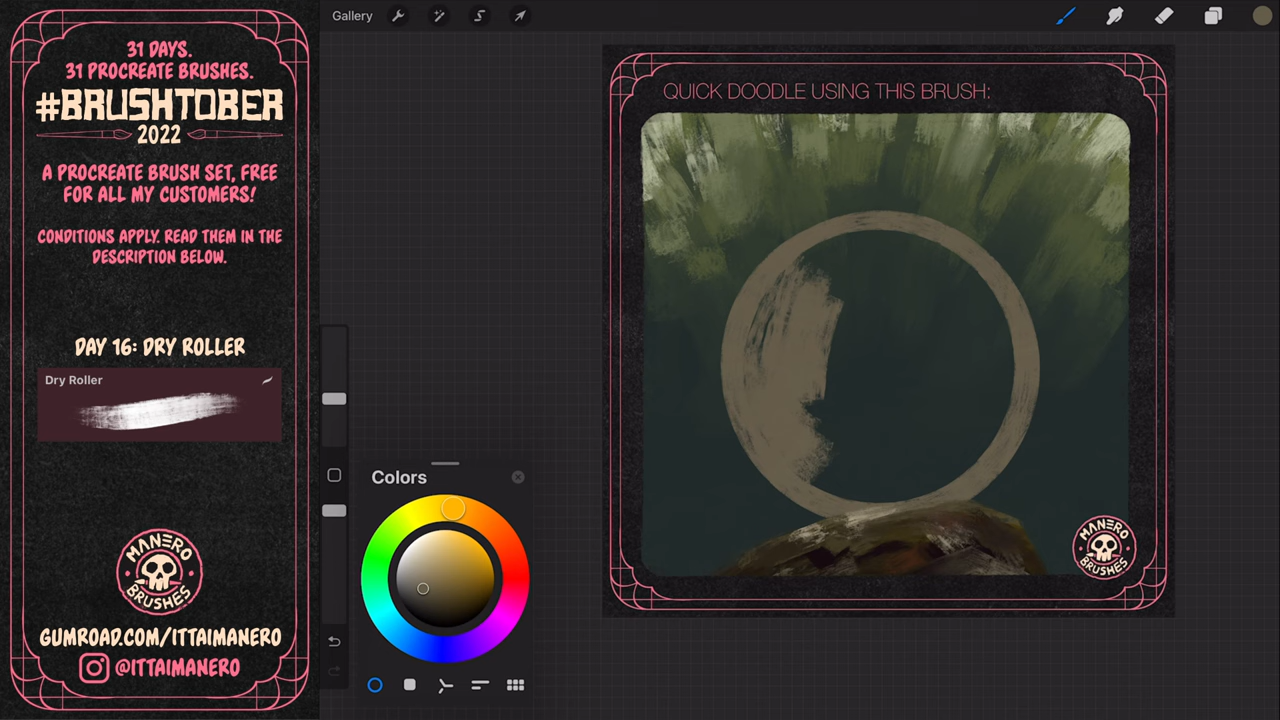 31 DAYS.
31 PROCREATE BRUSHES.
#BRUSHTOBER
2022
A PROCREATE BRUSH SET, FREE
FOR ALL MY CUSTOMERS!
CONDITIONS APPLY. READ THEM IN THE
DESCRIPTION BELOW.
DAY 16: DRY ROLLER
Dry Roller
MANERO
BRUSHES
GUMROAD.COM/ITTAIMANERO
@ITTAIMANERO
Gallery
QUICK DOODLE USING THIS BRUSH:
MANERO
BRUSHES
Colors